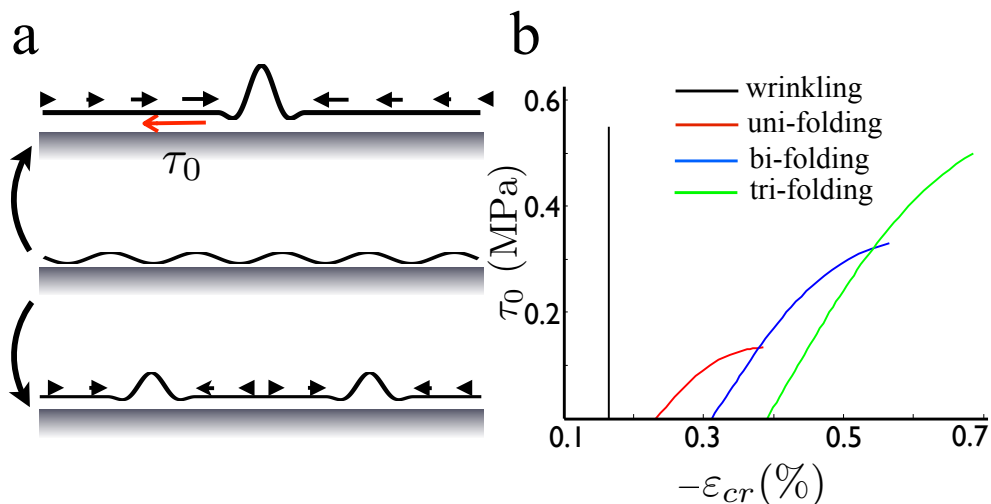 a
τ₀
b
wrinkling
uni-folding
bi-folding
tri-folding
τ₀ (MPa)
0.6
0.4
0.2
0.1
0.3
0.5
0.7
−ε_cr(%)